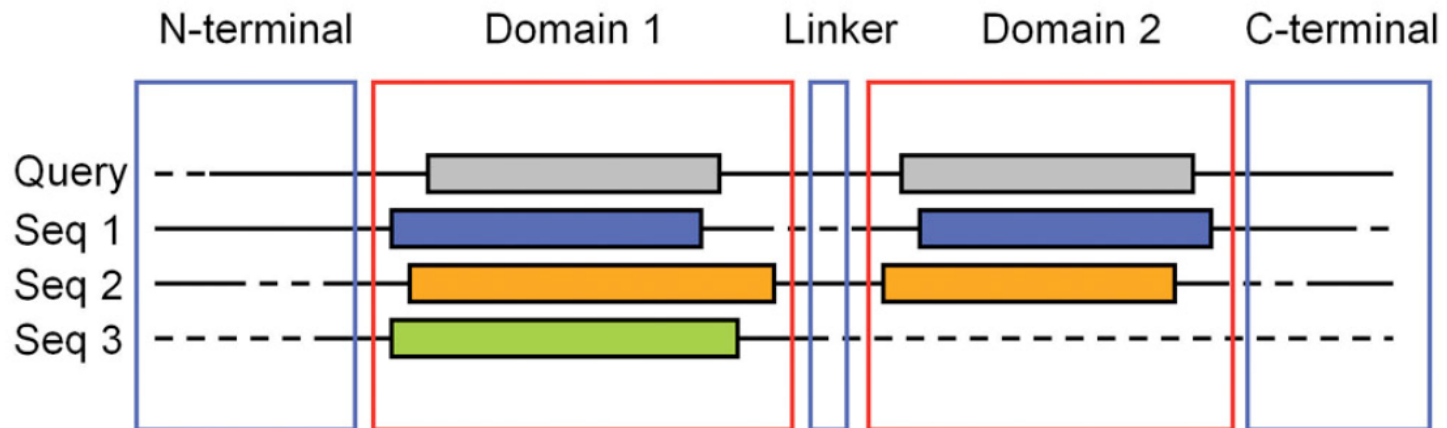 N-terminal Domain 1 Linker Domain 2 C-terminal
Query
Seq 1
Seq 2
Seq 3